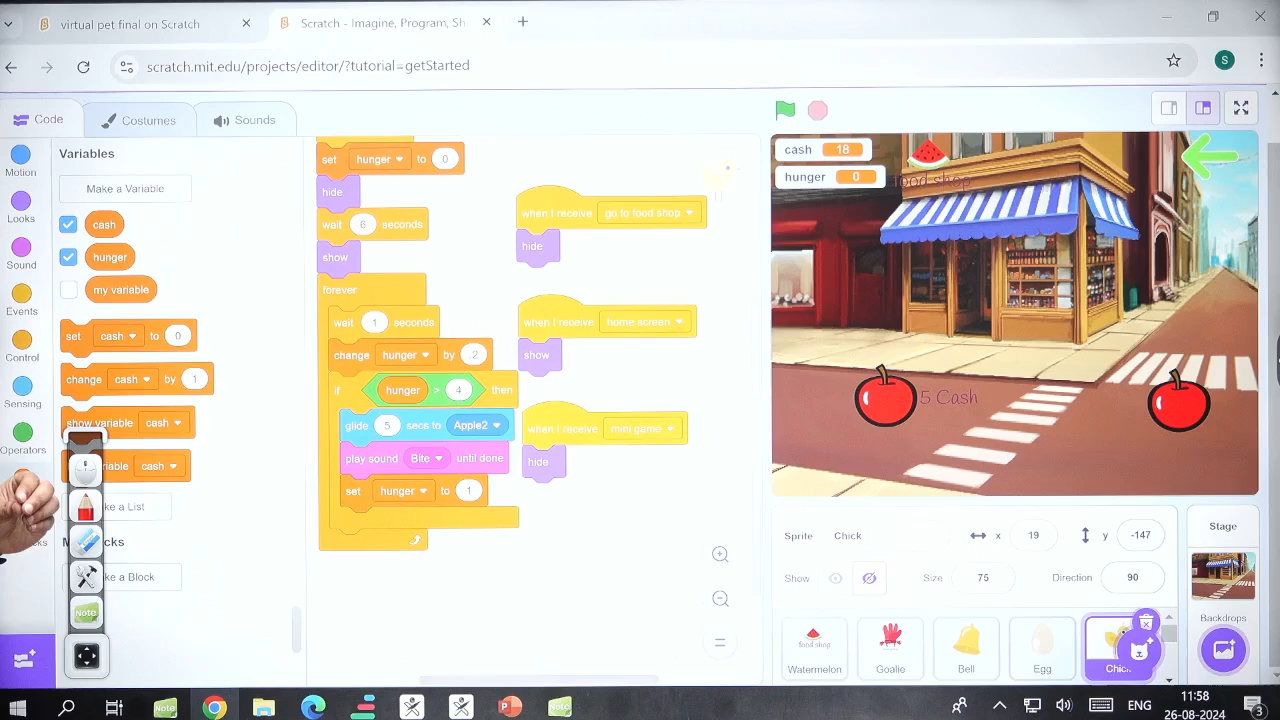 virtual pet final on Scratch
Scratch - Imagine, Program, Sh
scratch.mit.edu/projects/editor/?tutorial=getStarted
S
Code
Costumes
Sounds
Motion
Looks
Sound
Events
Control
Sensing
Operators
Variables
Make a Variable
cash
hunger
my variable
set cash to 0
change cash by 1
show variable cash
cash
set hunger to 0
hide
wait 6 seconds
show
forever
wait 1 seconds
change hunger by .2
if hunger > 4 then
glide 5 secs to Apple2
play sound Bite until done
set hunger to 1
when I receive go to food shop
hide
when I receive home screen
show
when I receive mini game
hide
cash 18
hunger 0
food shop
5 Cash
Sprite Chick x 19 y -147
Show Size 75 Direction 90
food shop
Watermelon
Goalie
Bell
Egg
Chick
Stage
Backdrops
Note
Note
Note
ENG
11:58
26-08-2024